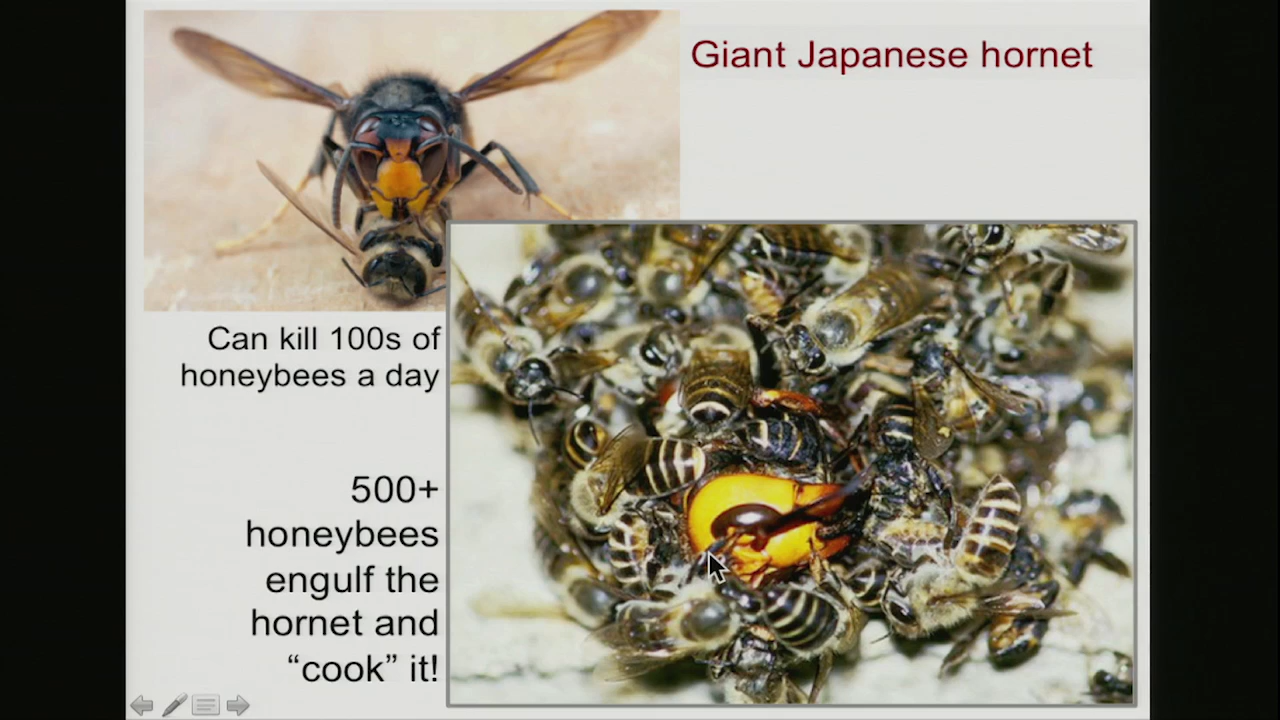 Giant Japanese hornet
Can kill 100s of
honeybees a day
500+
honeybees
engulf the
hornet and
“cook” it!